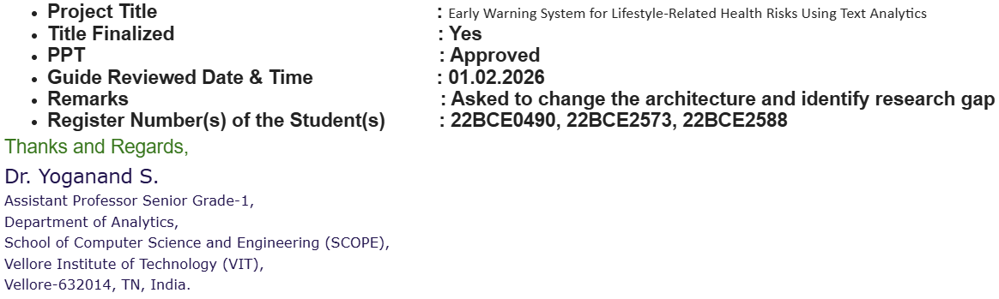 • Project Title : Early Warning System for Lifestyle-Related Health Risks Using Text Analytics
• Title Finalized : Yes
• PPT : Approved
• Guide Reviewed Date & Time : 01.02.2026
• Remarks : Asked to change the architecture and identify research gap
• Register Number(s) of the Student(s) : 22BCE0490, 22BCE2573, 22BCE2588
Thanks and Regards,
Dr. Yoganand S.
Assistant Professor Senior Grade-1,
Department of Analytics,
School of Computer Science and Engineering (SCOPE),
Vellore Institute of Technology (VIT),
Vellore-632014, TN, India.